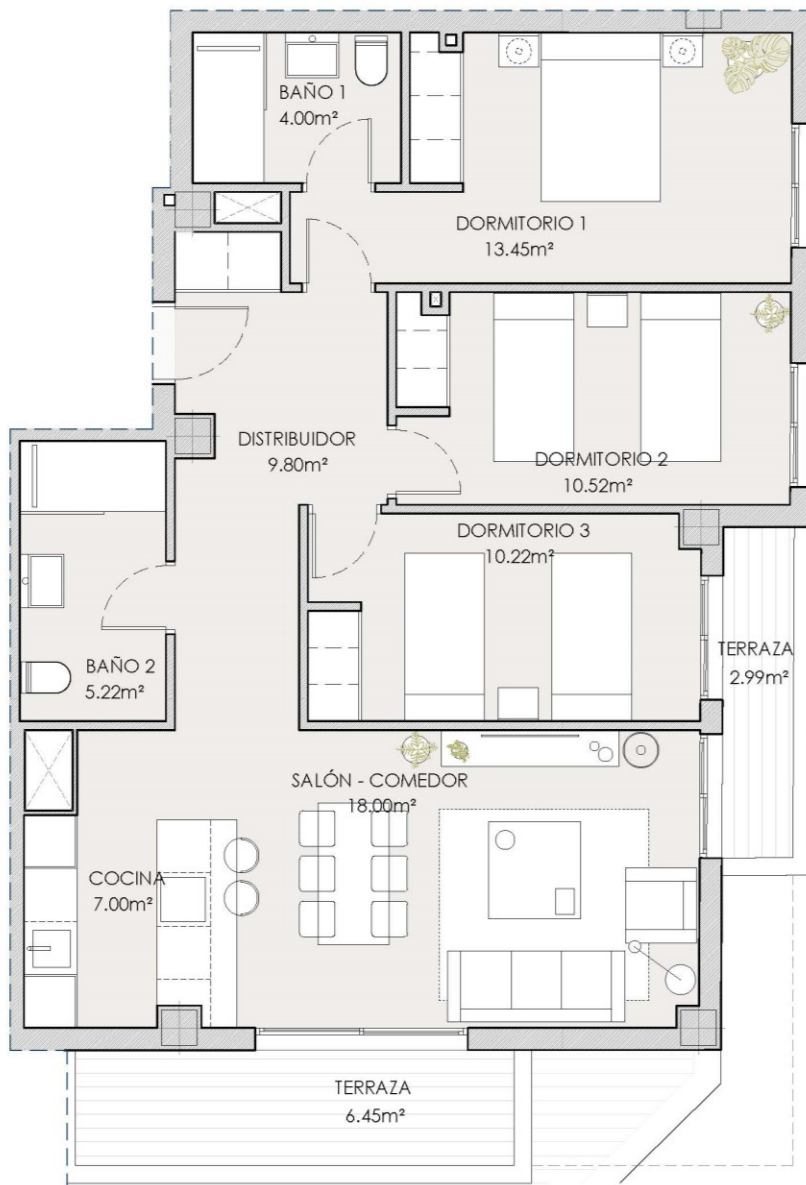 BAÑO 1
4.00m²
DORMITORIO 1
13.45m²
DISTRIBUIDOR
9.80m²
DORMITORIO 2
10.52m²
DORMITORIO 3
10.22m²
TERRAZA
2.99m²
BAÑO 2
5.22m²
SALÓN - COMEDOR
18.00m²
COCINA
7.00m²
TERRAZA
6.45m²